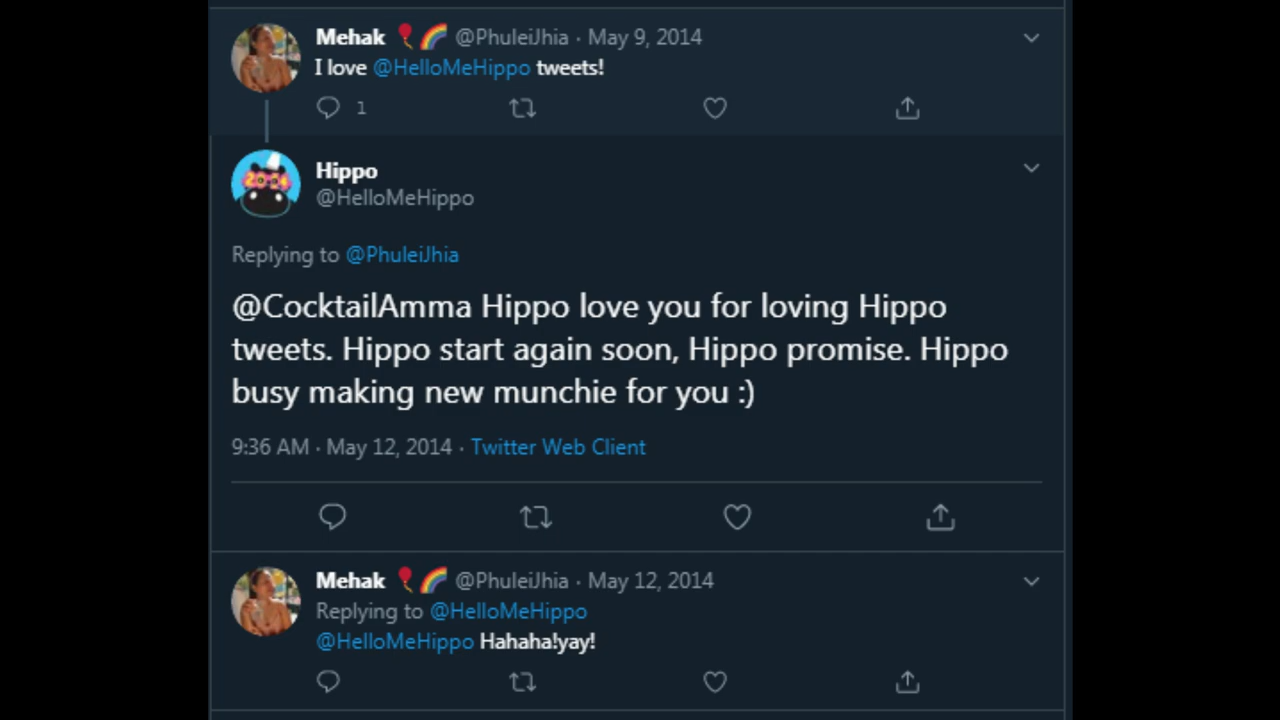 Mehak 🎈🌈 @PhuleiJhia · May 9, 2014
I love @HelloMeHippo tweets!
1
2014
Hippo
@HelloMeHippo
Replying to @PhuleiJhia
@CocktailAmma Hippo love you for loving Hippo
tweets. Hippo start again soon, Hippo promise. Hippo
busy making new munchie for you :)
9:36 AM · May 12, 2014 · Twitter Web Client
Mehak 🎈🌈 @PhuleiJhia · May 12, 2014
Replying to @HelloMeHippo
@HelloMeHippo Hahaha!yay!